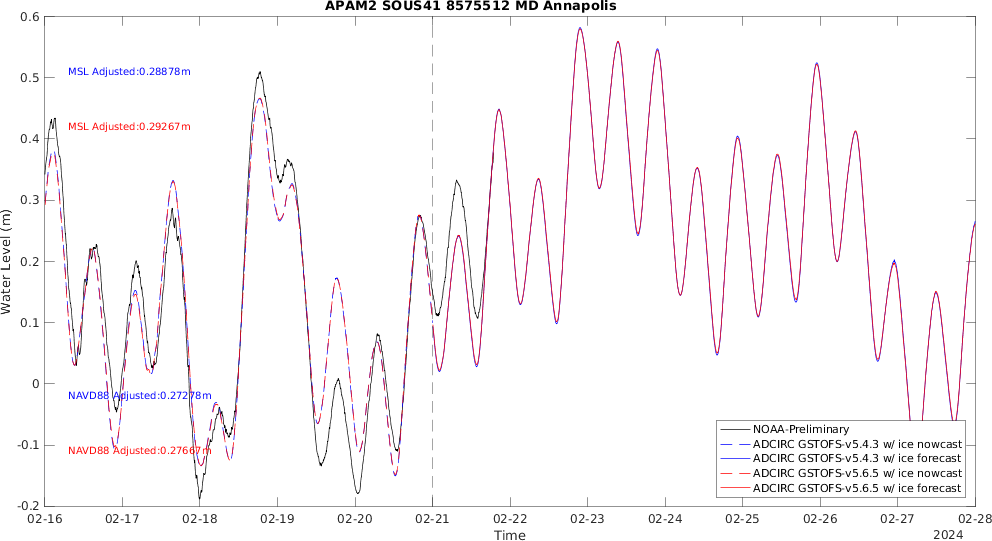 APAM2 SOUS41 8575512 MD Annapolis
0.6
0.5
0.4
0.3
0.2
0.1
0
-0.1
-0.2
Water Level (m)
MSL Adjusted:0.28878m
MSL Adjusted:0.29267m
NAVD88 Adjusted:0.27278m
NAVD88 Adjusted:0.27667m
NOAA-Preliminary
ADCIRC GSTOFS-v5.4.3 w/ ice nowcast
ADCIRC GSTOFS-v5.4.3 w/ ice forecast
ADCIRC GSTOFS-v5.6.5 w/ ice nowcast
ADCIRC GSTOFS-v5.6.5 w/ ice forecast
02-16 02-17 02-18 02-19 02-20 02-21 02-22 02-23 02-24 02-25 02-26 02-27 02-28
Time
2024